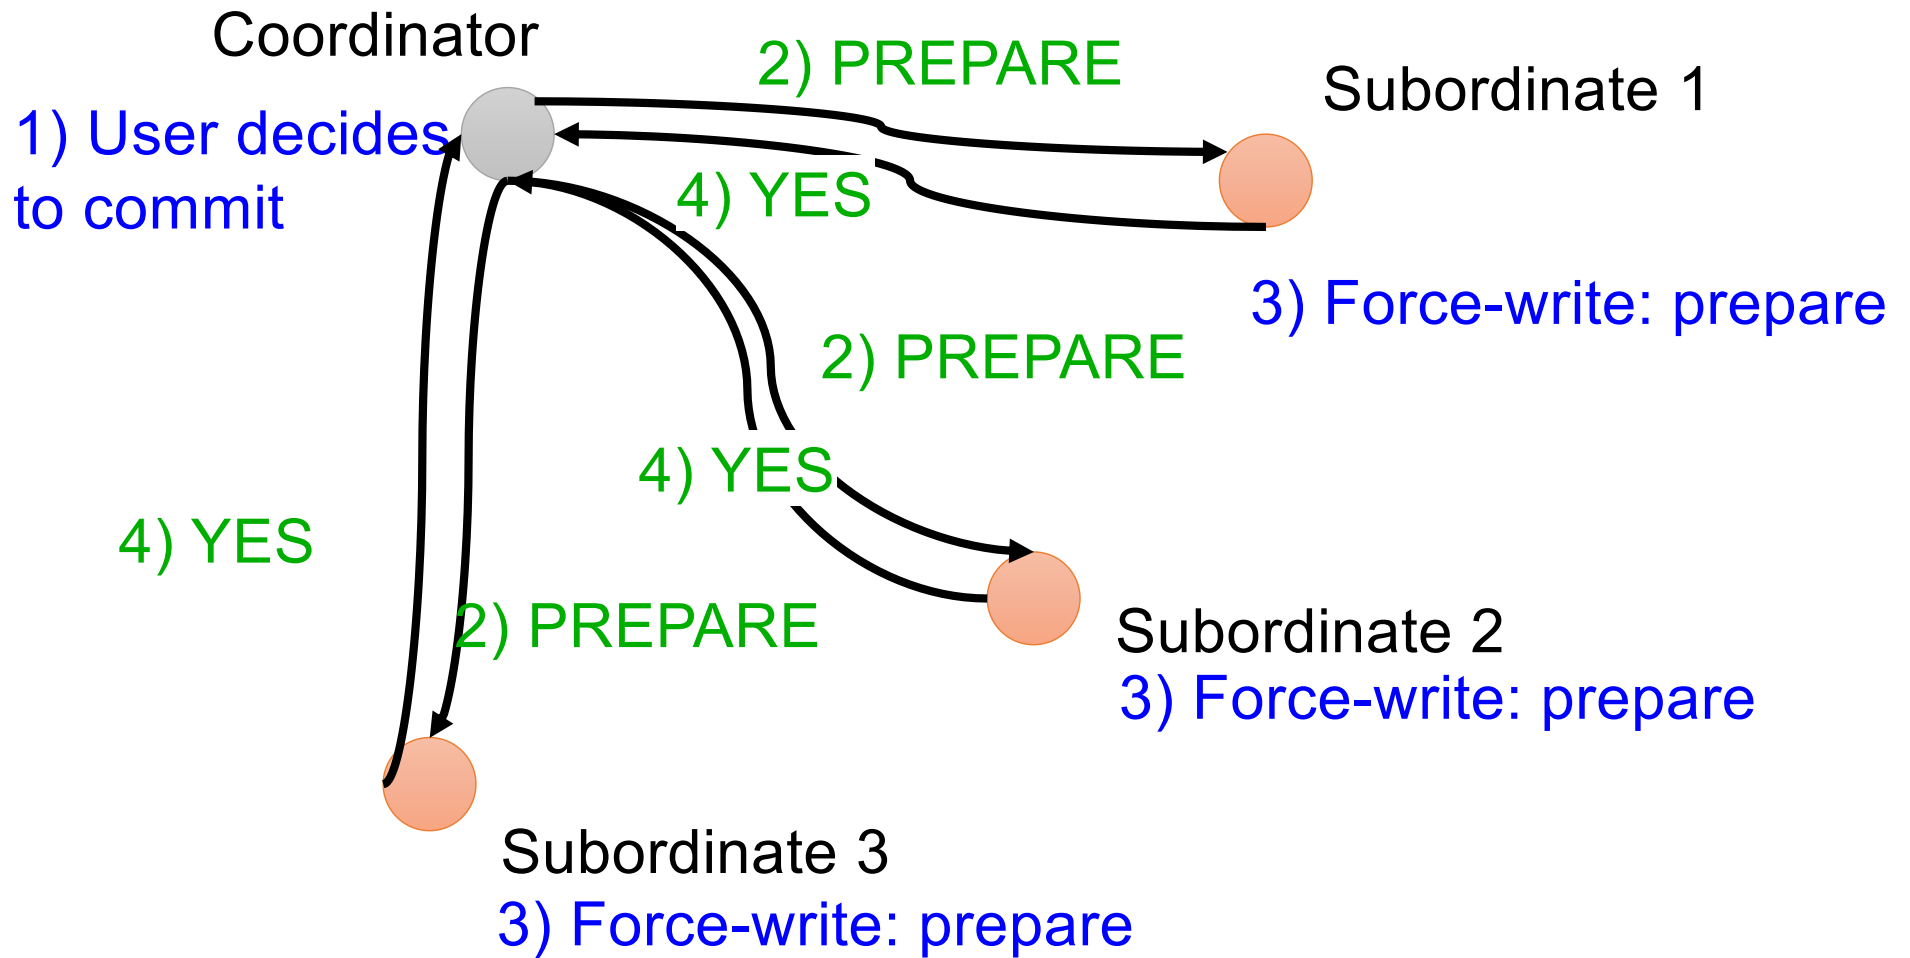 Coordinator
2) PREPARE
Subordinate 1
1) User decides
to commit
4) YES
3) Force-write: prepare
2) PREPARE
4) YES
4) YES
2) PREPARE
Subordinate 2
3) Force-write: prepare
Subordinate 3
3) Force-write: prepare